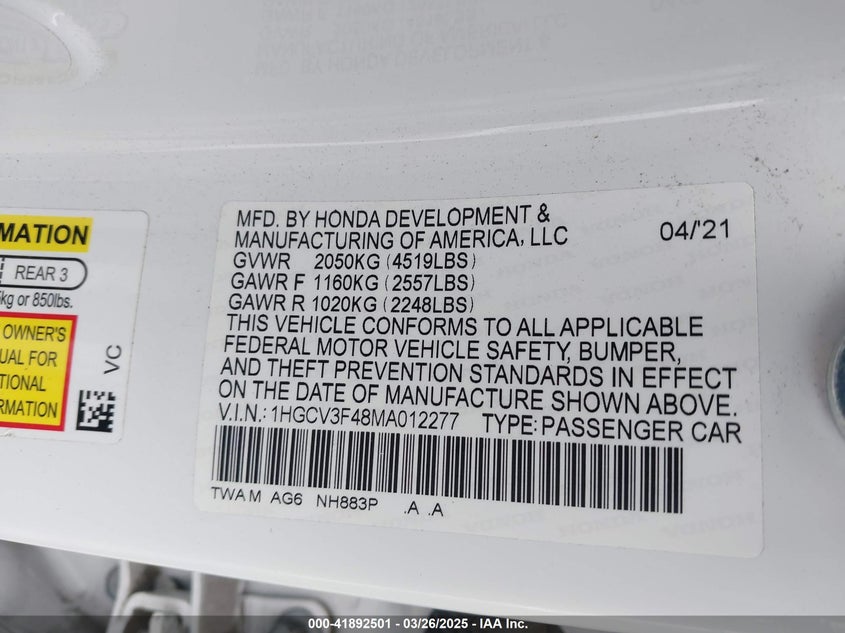 MATION
REAR 3
kg or 850lbs.
OWNER'S
UAL FOR
TIONAL
ORMATION
VC
MFD. BY HONDA DEVELOPMENT &
MANUFACTURING OF AMERICA, LLC 04/'21
GVWR 2050KG (4519LBS)
GAWR F 1160KG (2557LBS)
GAWR R 1020KG (2248LBS)
THIS VEHICLE CONFORMS TO ALL APPLICABLE
FEDERAL MOTOR VEHICLE SAFETY, BUMPER,
AND THEFT PREVENTION STANDARDS IN EFFECT
ON THE DATE OF MANUFACTURE SHOWN ABOVE.
V.I.N.: 1HGCV3F48MA012277 TYPE: PASSENGER CAR
TWA M AG6 NH883P .A .A
000-41892501 - 03/26/2025 - IAA Inc.